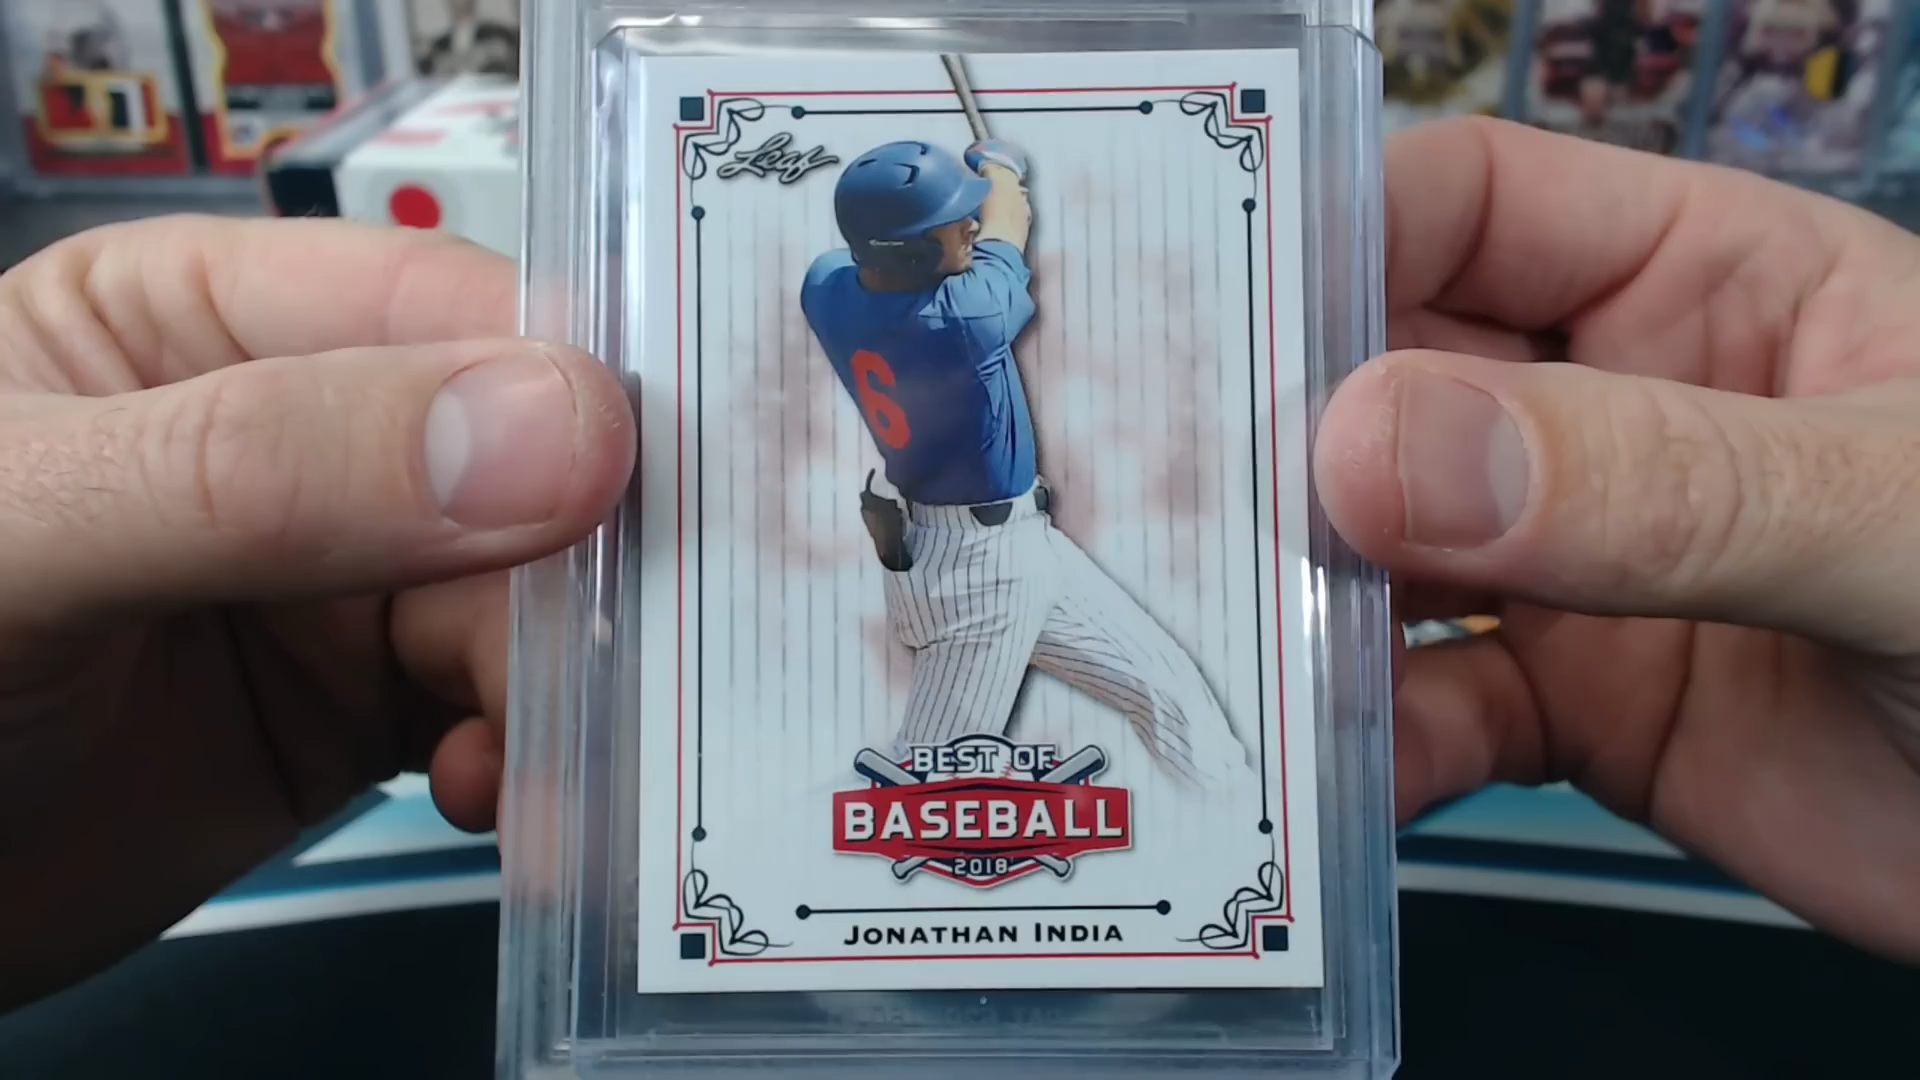 Leaf
6
BEST OF
BASEBALL
2018
JONATHAN INDIA